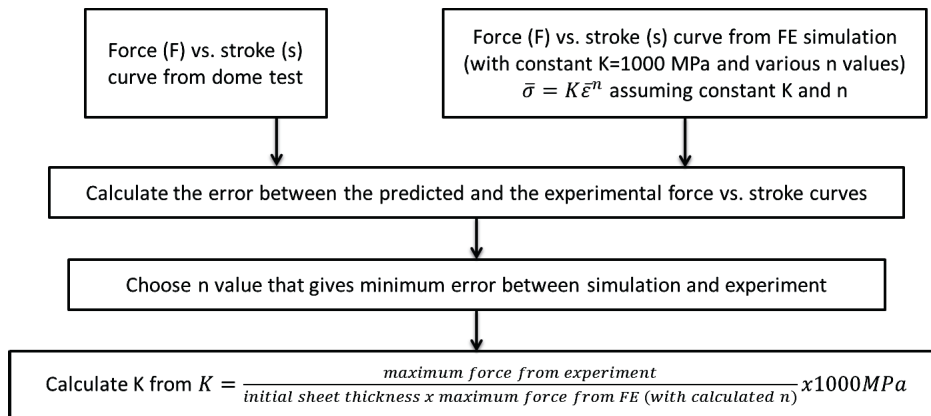 Force (F) vs. stroke (s)
curve from dome test
Force (F) vs. stroke (s) curve from FE simulation
(with constant K=1000 MPa and various n values)
σ̅ = Kε̅ⁿ assuming constant K and n
Calculate the error between the predicted and the experimental force vs. stroke curves
Choose n value that gives minimum error between simulation and experiment
Calculate K from K = maximum force from experiment / initial sheet thickness x maximum force from FE (with calculated n) x1000MPa